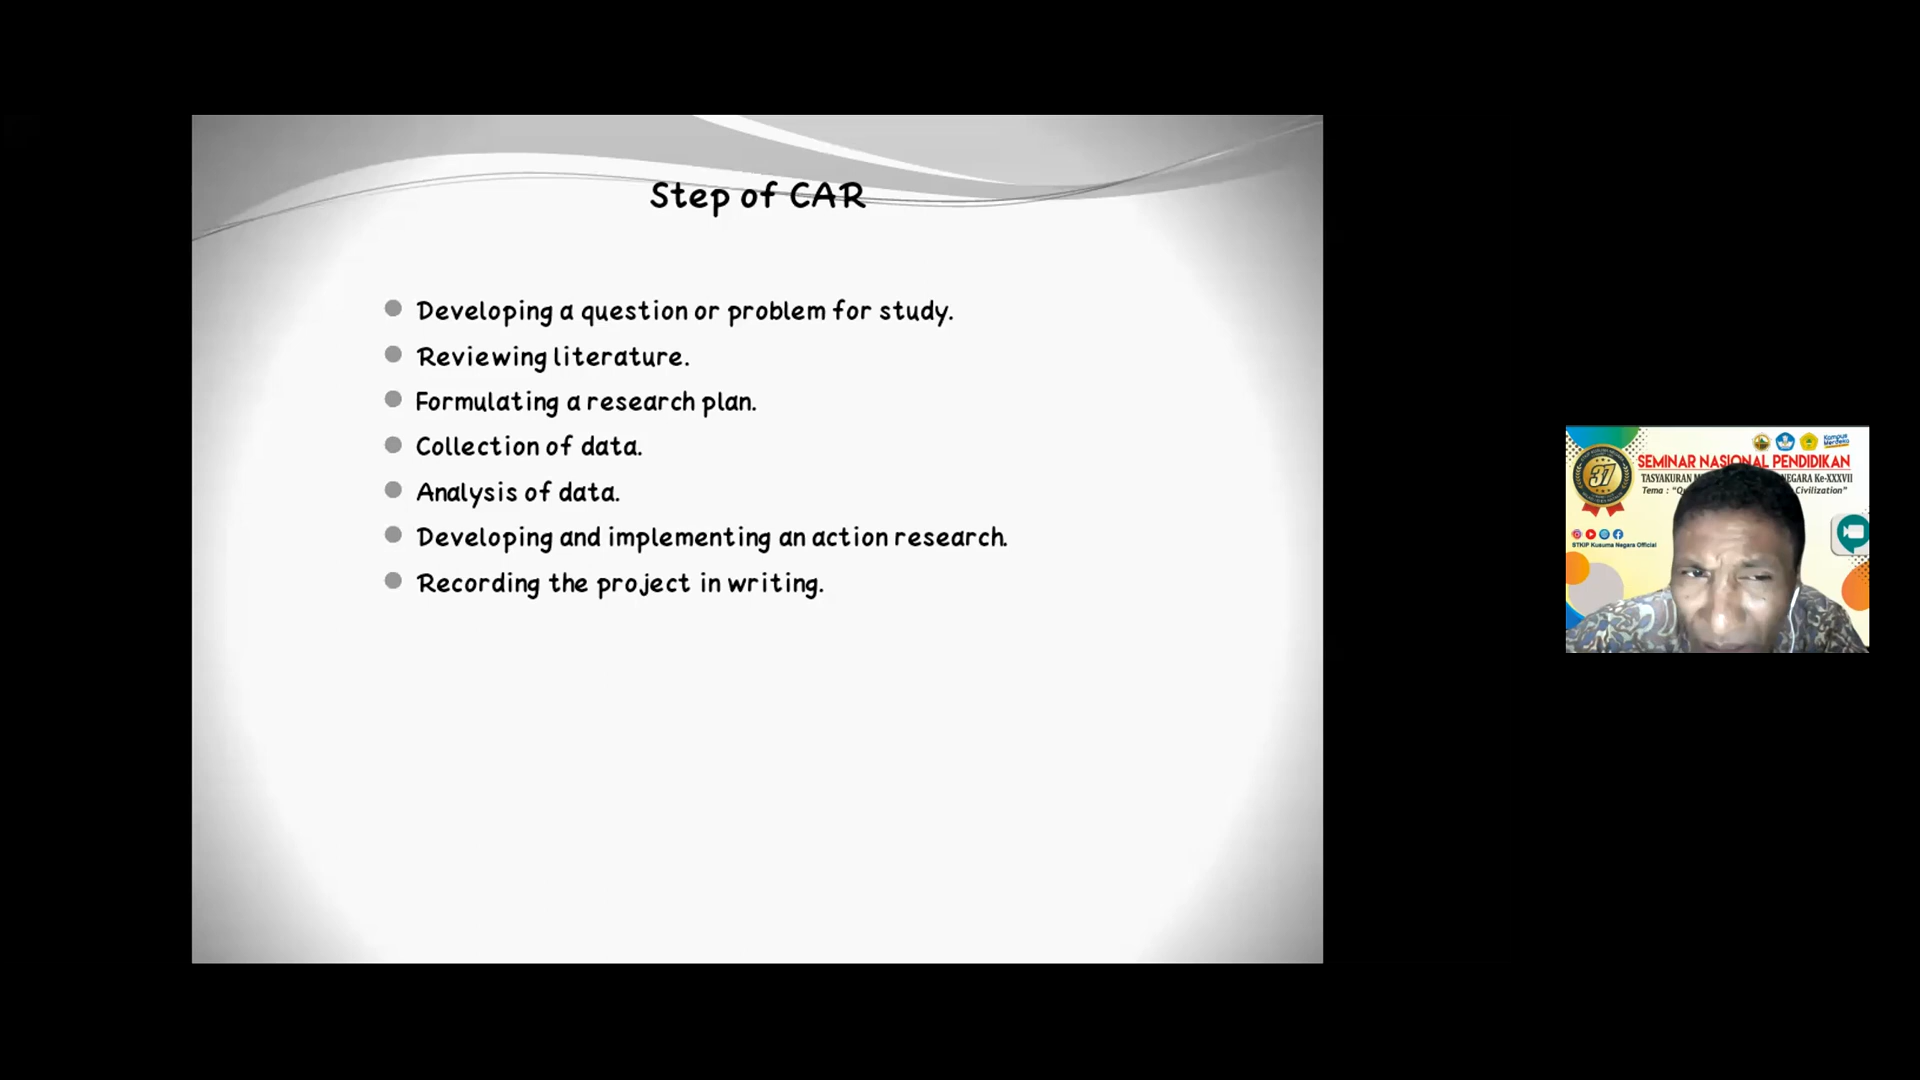 Step of CAR
Developing a question or problem for study.
Reviewing literature.
Formulating a research plan.
Collection of data.
Analysis of data.
Developing and implementing an action research.
Recording the project in writing.
Kampus
Merdeka
37
SEMINAR NASIONAL PENDIDIKAN
TASYAKURAN NEGARA Ke-XXXVII
Tema : " Civilization"
STKIP Kusuma Negara Official